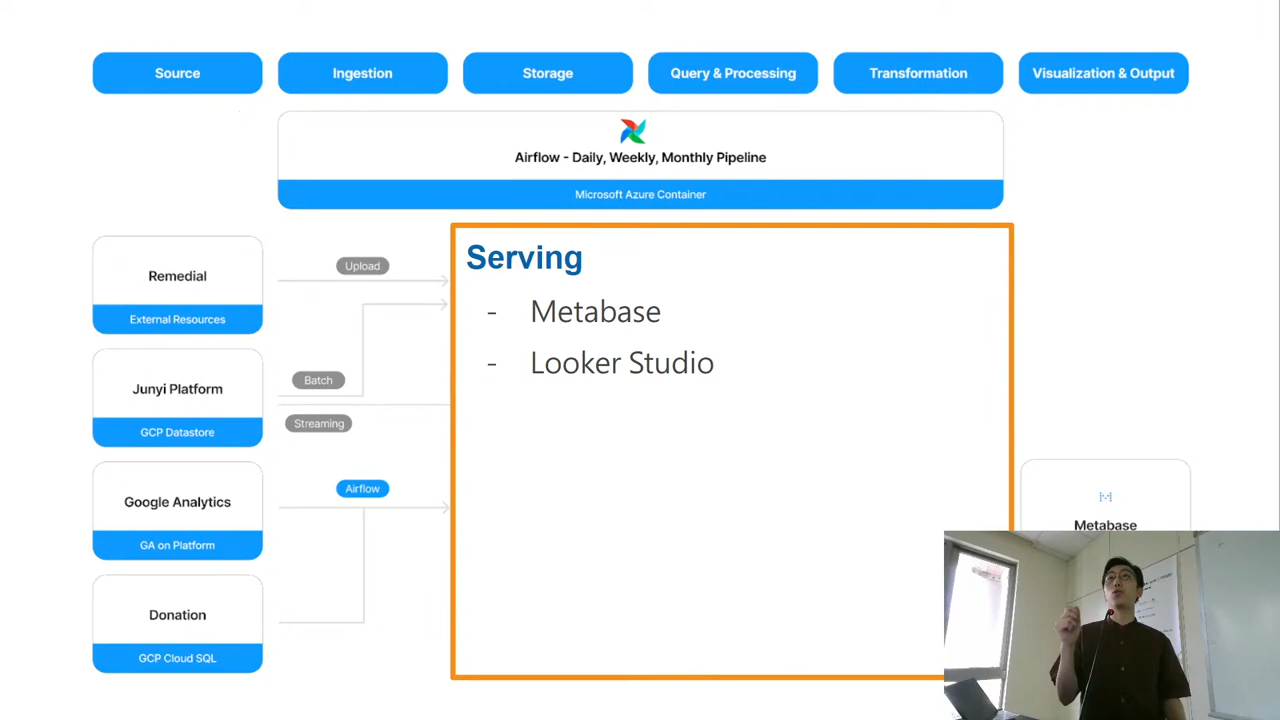 Source
Ingestion
Storage
Query & Processing
Transformation
Visualization & Output
Airflow - Daily, Weekly, Monthly Pipeline
Microsoft Azure Container
Remedial
External Resources
Upload
Junyi Platform
GCP Datastore
Batch
Streaming
Google Analytics
GA on Platform
Airflow
Donation
GCP Cloud SQL
Serving
- Metabase
- Looker Studio
Metabase